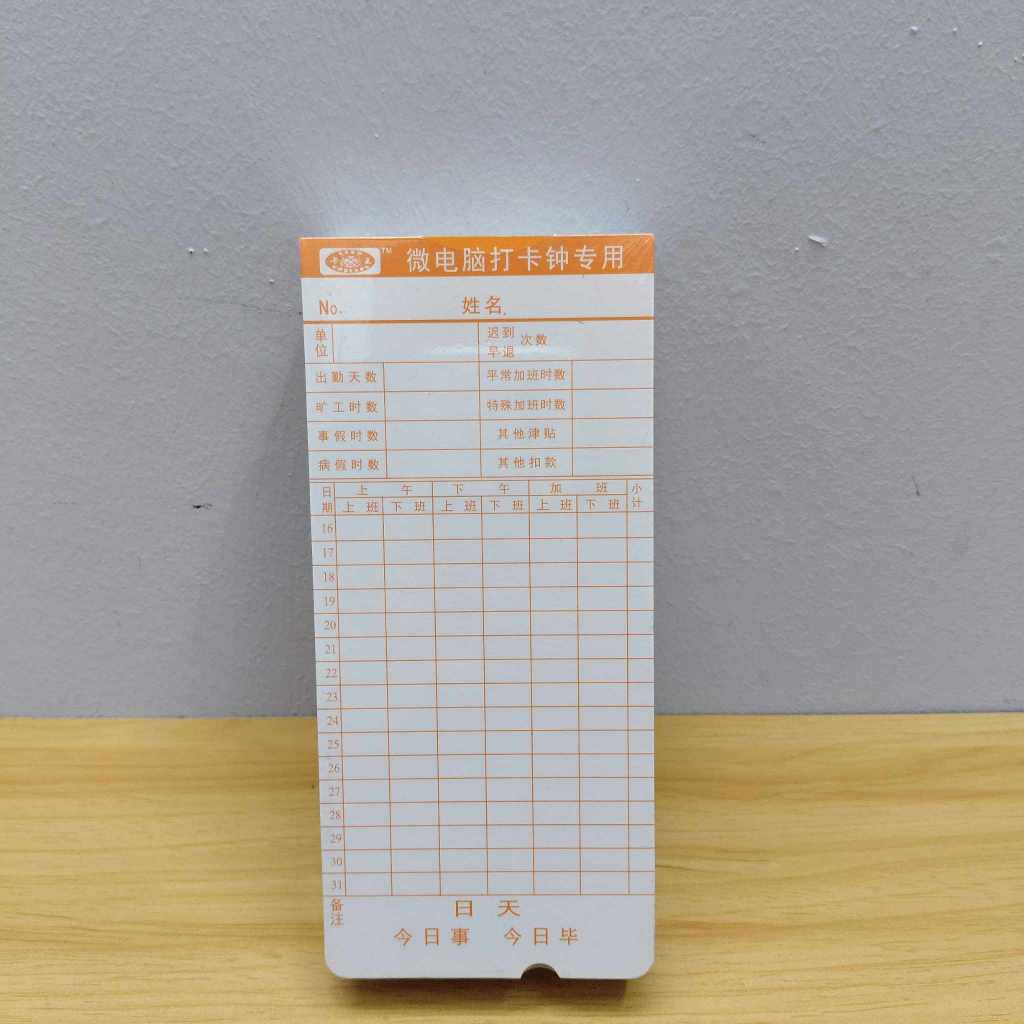 微电脑打卡钟专用
TM
No. 姓名
单位 迟到 早退 次数
出勤天数 平常加班时数
旷工时数 特殊加班时数
事假时数 其他津贴
病假时数 其他扣款
日期 上午 下午 加班 小计
上班 下班 上班 下班 上班 下班
16
17
18
19
20
21
22
23
24
25
26
27
28
29
30
31
备注 日天
今日事 今日毕